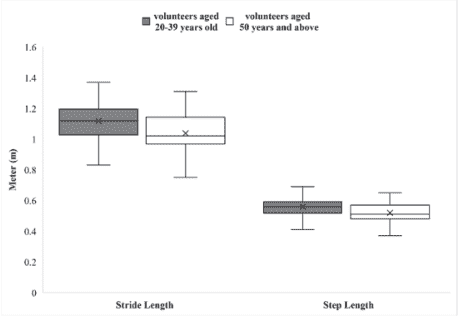 volunteers aged
20-39 years old
volunteers aged
50 years and above
1.6
1.4
1.2
1
0.8
0.6
0.4
0.2
0
Meter (m)
Stride Length
Step Length